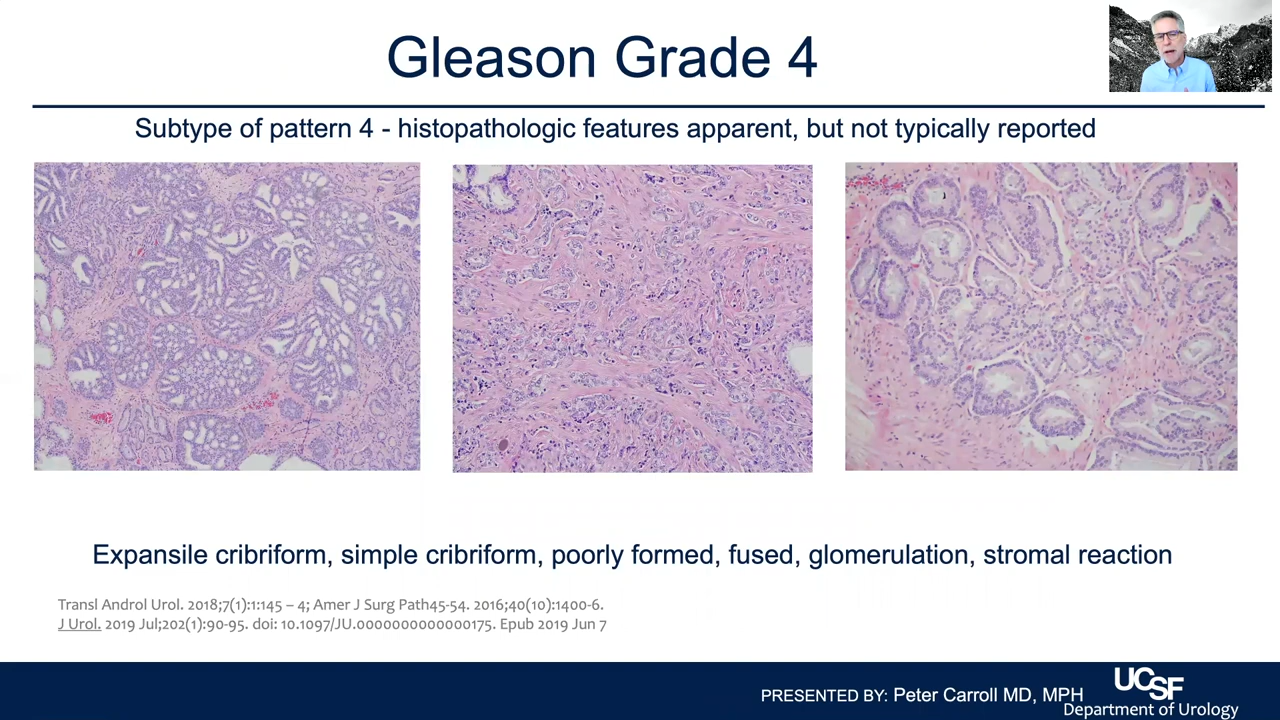 Gleason Grade 4
Subtype of pattern 4 - histopathologic features apparent, but not typically reported
Expansile cribriform, simple cribriform, poorly formed, fused, glomerulation, stromal reaction
Transl Androl Urol. 2018;7(1):1:145 – 4; Amer J Surg Path45-54. 2016;40(10):1400-6.
J Urol. 2019 Jul;202(1):90-95. doi: 10.1097/JU.0000000000000175. Epub 2019 Jun 7
PRESENTED BY: Peter Carroll MD, MPH
UCSF
Department of Urology